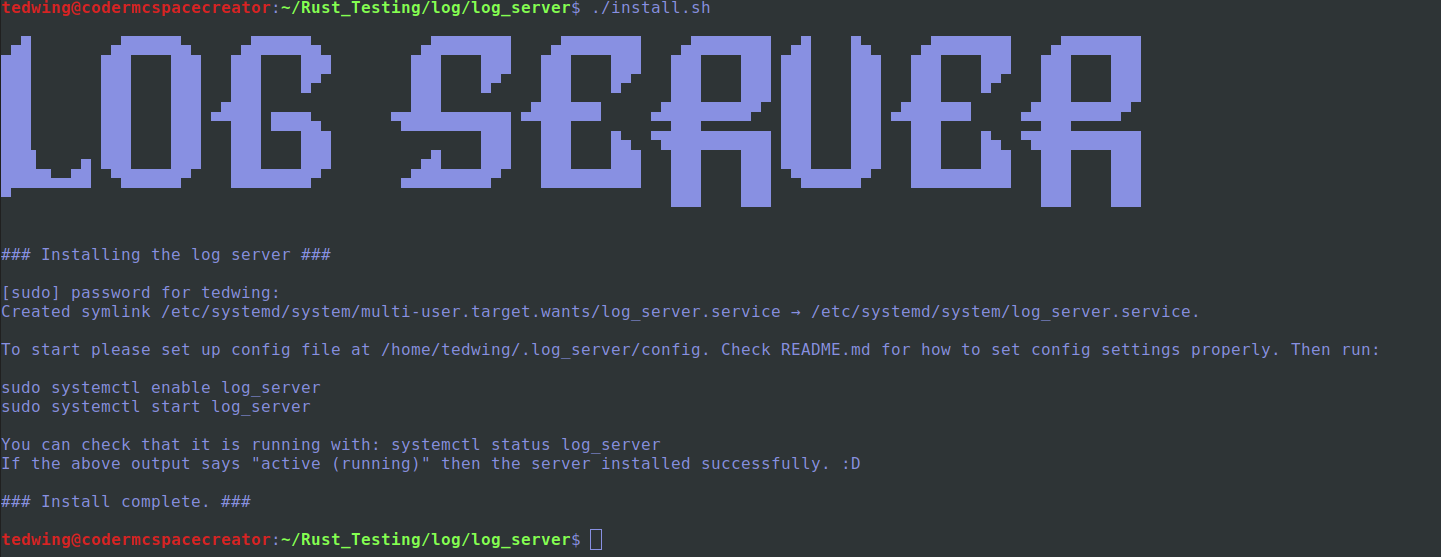 tedwing@codermcspacecreator:~/Rust_Testing/log/log_server$ ./install.sh
LOG SERVER
### Installing the log server ###
[sudo] password for tedwing:
Created symlink /etc/systemd/system/multi-user.target.wants/log_server.service → /etc/systemd/system/log_server.service.
To start please set up config file at /home/tedwing/.log_server/config. Check README.md for how to set config settings properly. Then run:
sudo systemctl enable log_server
sudo systemctl start log_server
You can check that it is running with: systemctl status log_server
If the above output says "active (running)" then the server installed successfully. :D
### Install complete. ###
tedwing@codermcspacecreator:~/Rust_Testing/log/log_server$